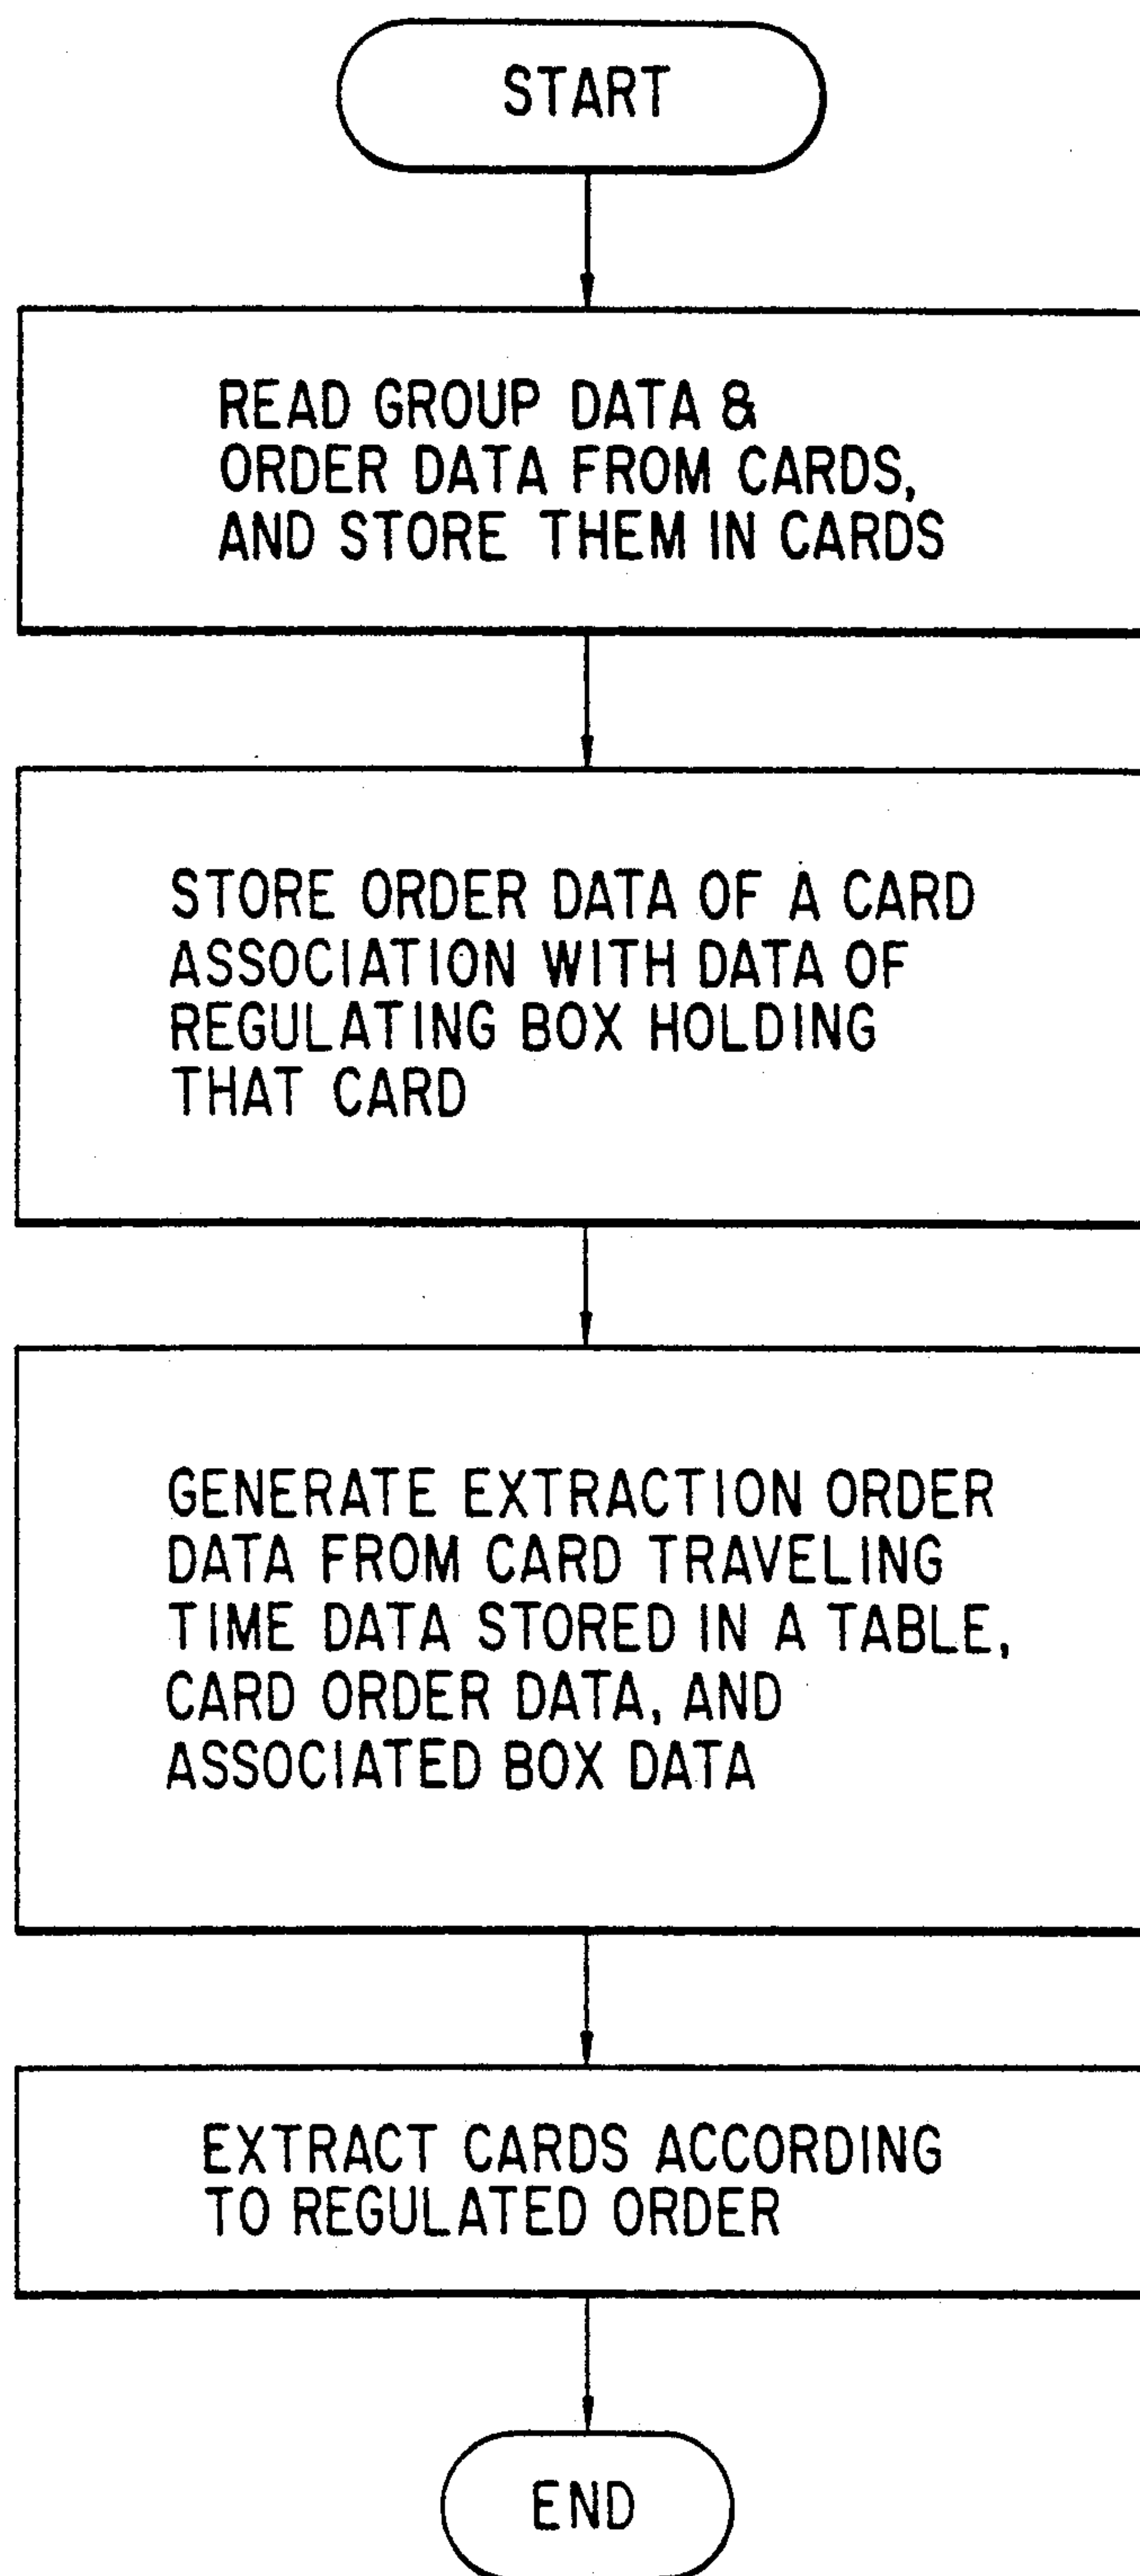 START
READ GROUP DATA &
ORDER DATA FROM CARDS,
AND STORE THEM IN CARDS
STORE ORDER DATA OF A CARD
ASSOCIATION WITH DATA OF
REGULATING BOX HOLDING
THAT CARD
GENERATE EXTRACTION ORDER
DATA FROM CARD TRAVELING
TIME DATA STORED IN A TABLE,
CARD ORDER DATA, AND
ASSOCIATED BOX DATA
EXTRACT CARDS ACCORDING
TO REGULATED ORDER
END